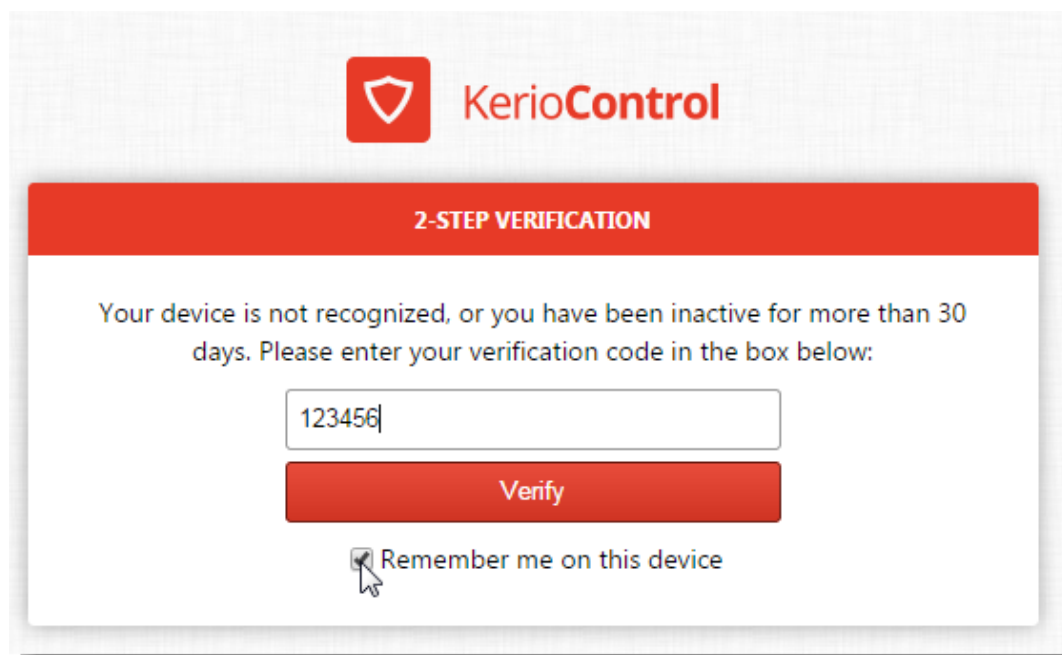 KerioControl
2-STEP VERIFICATION
Your device is not recognized, or you have been inactive for more than 30
days. Please enter your verification code in the box below:
123456
Verify
Remember me on this device